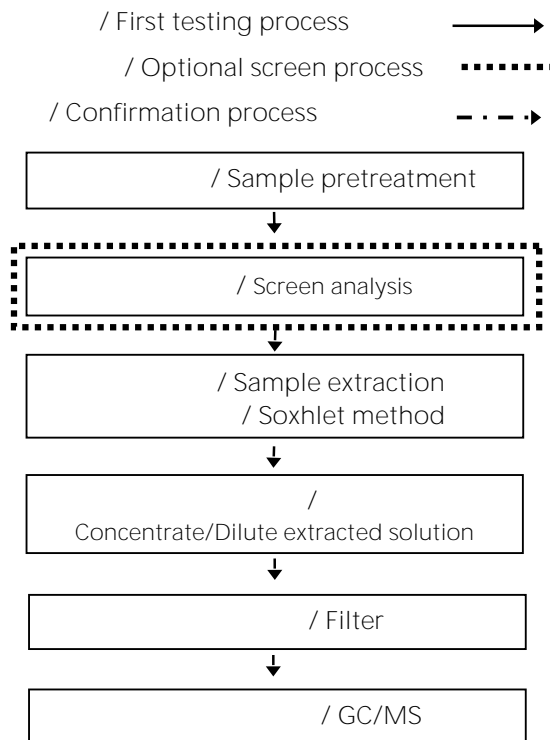 / First testing process
/ Optional screen process
/ Confirmation process
/ Sample pretreatment
/ Screen analysis
/ Sample extraction
/ Soxhlet method
/
Concentrate/Dilute extracted solution
/ Filter
/ GC/MS